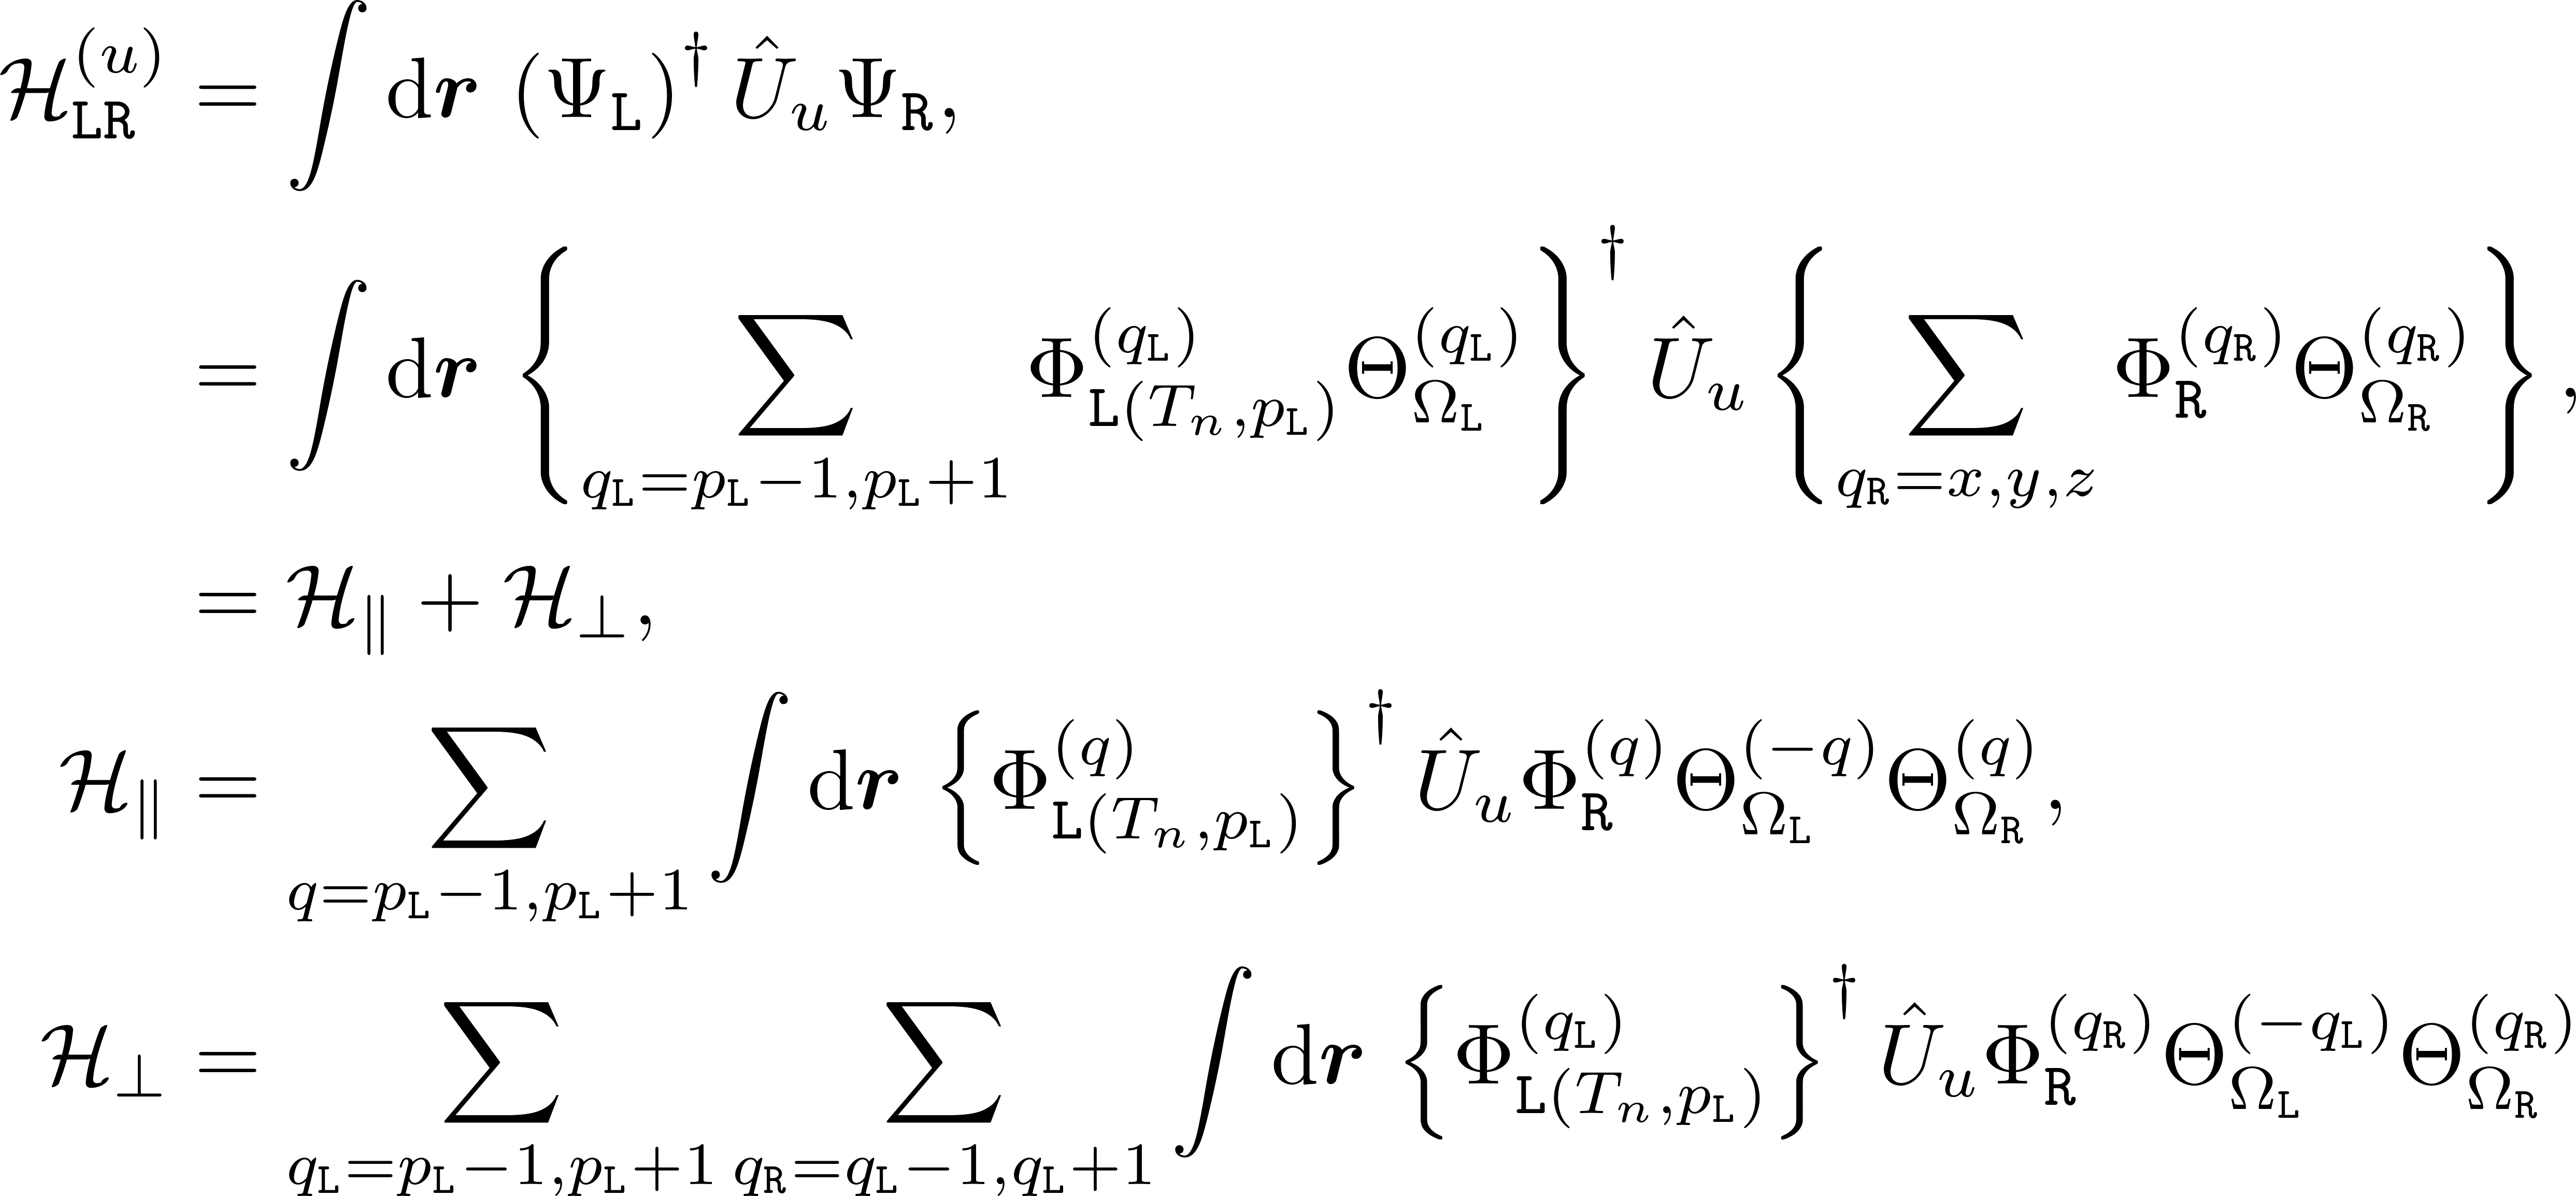 \mathcal{H}_{\mathtt{LR}}^{(u)} = \int \mathrm{d}\boldsymbol{r} \, (\Psi_{\mathtt{L}})^{\dagger} \, \hat{U}_u \Psi_{\mathtt{R}},
= \int \mathrm{d}\boldsymbol{r} \, \left\{ \sum_{q_{\mathtt{L}}=p_{\mathtt{L}}-1,p_{\mathtt{L}}+1} \Phi_{\mathtt{L}(T_n,p_{\mathtt{L}})}^{(q_{\mathtt{L}})} \Theta_{\Omega_{\mathtt{L}}}^{(q_{\mathtt{L}})} \right\}^{\dagger} \hat{U}_u \left\{ \sum_{q_{\mathtt{R}}=x,y,z} \Phi_{\mathtt{R}}^{(q_{\mathtt{R}})} \Theta_{\Omega_{\mathtt{R}}}^{(q_{\mathtt{R}})} \right\},
= \mathcal{H}_{\parallel} + \mathcal{H}_{\perp},
\mathcal{H}_{\parallel} = \sum_{q=p_{\mathtt{L}}-1,p_{\mathtt{L}}+1} \int \mathrm{d}\boldsymbol{r} \, \left\{ \Phi_{\mathtt{L}(T_n,p_{\mathtt{L}})}^{(q)} \right\}^{\dagger} \hat{U}_u \Phi_{\mathtt{R}}^{(q)} \Theta_{\Omega_{\mathtt{L}}}^{(-q)} \Theta_{\Omega_{\mathtt{R}}}^{(q)},
\mathcal{H}_{\perp} = \sum_{q_{\mathtt{L}}=p_{\mathtt{L}}-1,p_{\mathtt{L}}+1} \sum_{q_{\mathtt{R}}=q_{\mathtt{L}}-1,q_{\mathtt{L}}+1} \int \mathrm{d}\boldsymbol{r} \, \left\{ \Phi_{\mathtt{L}(T_n,p_{\mathtt{L}})}^{(q_{\mathtt{L}})} \right\}^{\dagger} \hat{U}_u \Phi_{\mathtt{R}}^{(q_{\mathtt{R}})} \Theta_{\Omega_{\mathtt{L}}}^{(-q_{\mathtt{L}})} \Theta_{\Omega_{\mathtt{R}}}^{(q_{\mathtt{R}})}